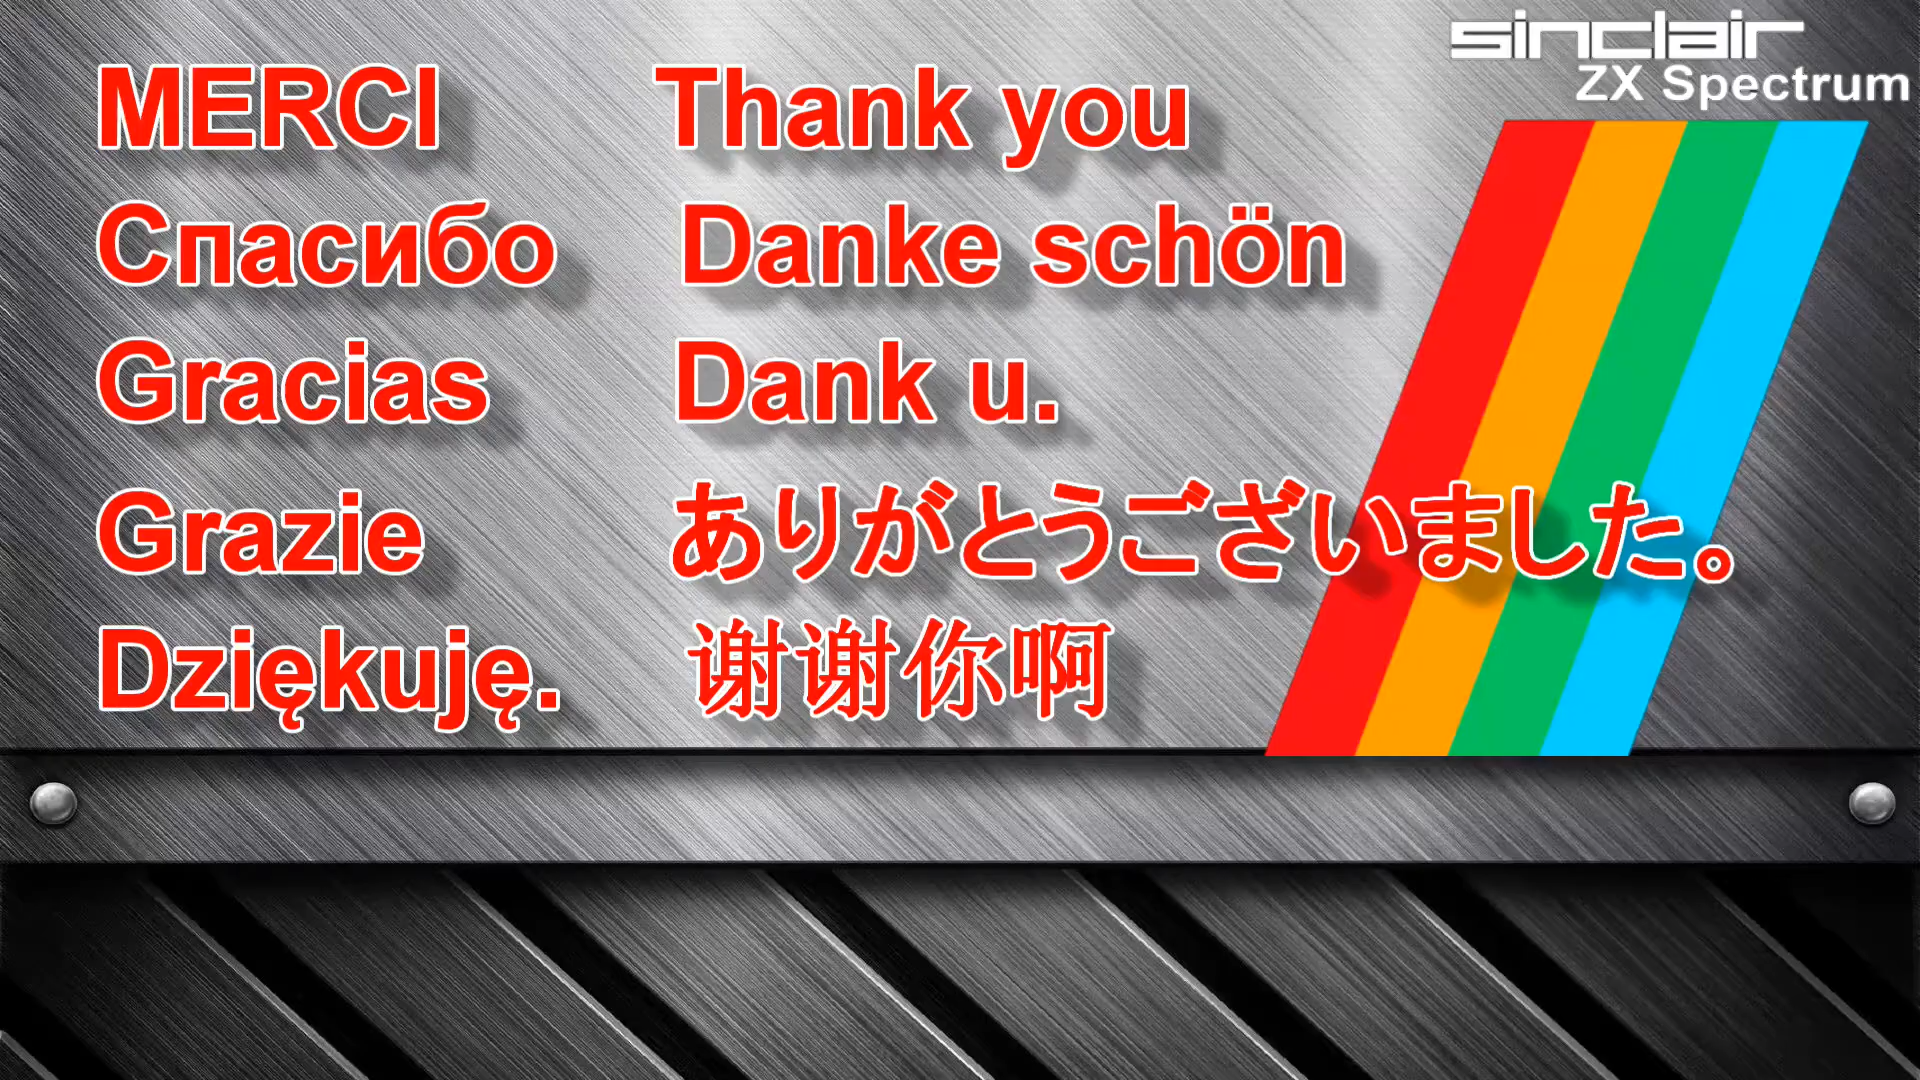 sinclair
ZX Spectrum
MERCI Thank you
Спасибо Danke schön
Gracias Dank u.
Grazie ありがとうございました。
Dziękuję. 谢谢你啊